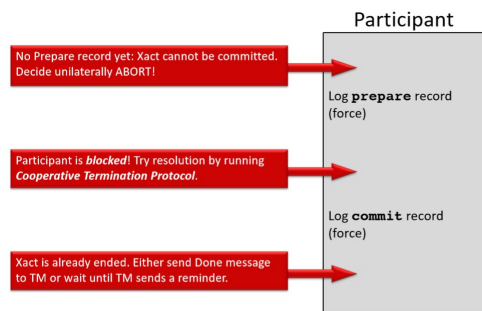 Participant
No Prepare record yet: Xact cannot be committed.
Decide unilaterally ABORT!
Log prepare record
(force)
Participant is blocked! Try resolution by running
Cooperative Termination Protocol.
Log commit record
(force)
Xact is already ended. Either send Done message
to TM or wait until TM sends a reminder.